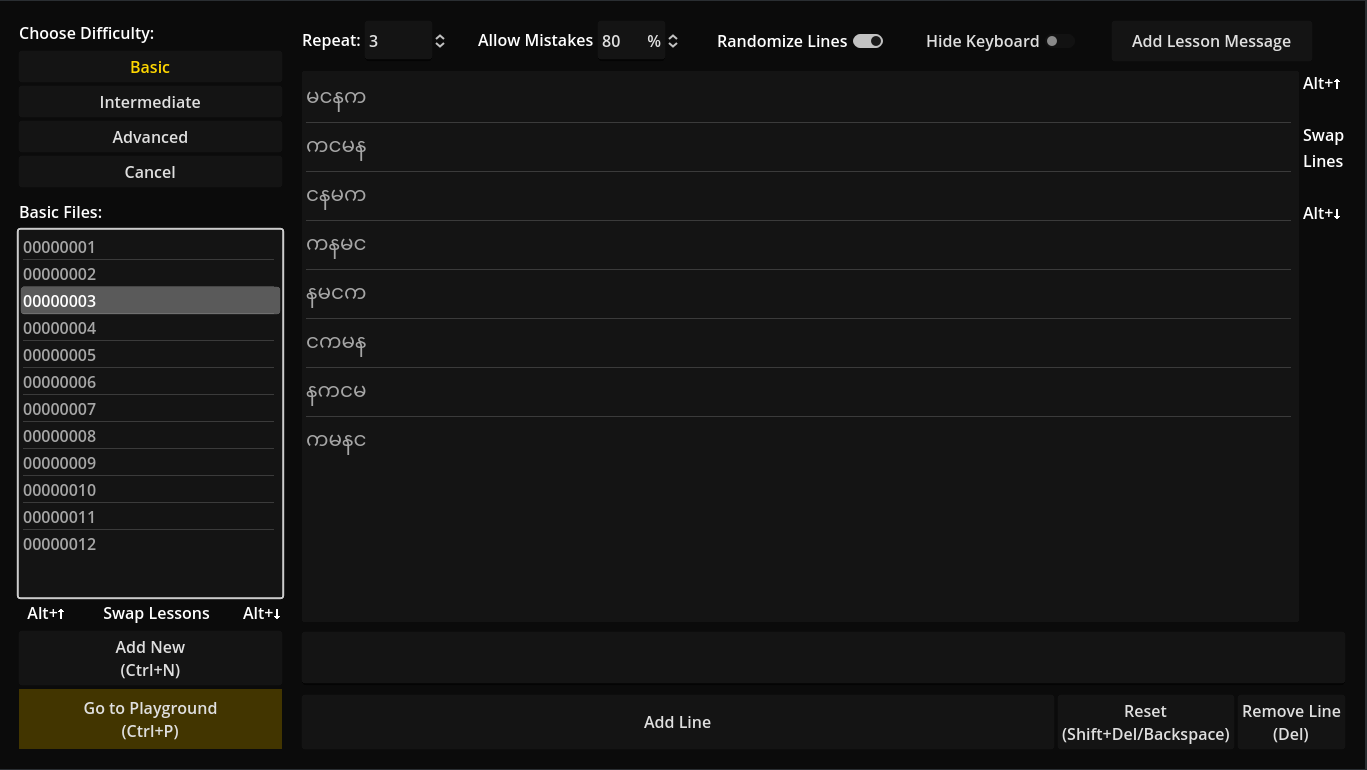 Choose Difficulty:
Basic
Intermediate
Advanced
Cancel
Basic Files:
00000001
00000002
00000003
00000004
00000005
00000006
00000007
00000008
00000009
00000010
00000011
00000012
Alt+↑ Swap Lessons Alt+↓
Add New
(Ctrl+N)
Go to Playground
(Ctrl+P)
Repeat: 3 Allow Mistakes 80 % Randomize Lines Hide Keyboard Add Lesson Message
မငနက
ကငမန
ငနမက
ကနမင
နမငက
ငကမန
နကငမ
ကမနင
Alt+↑
Swap
Lines
Alt+↓
Add Line
Reset
(Shift+Del/Backspace)
Remove Line
(Del)